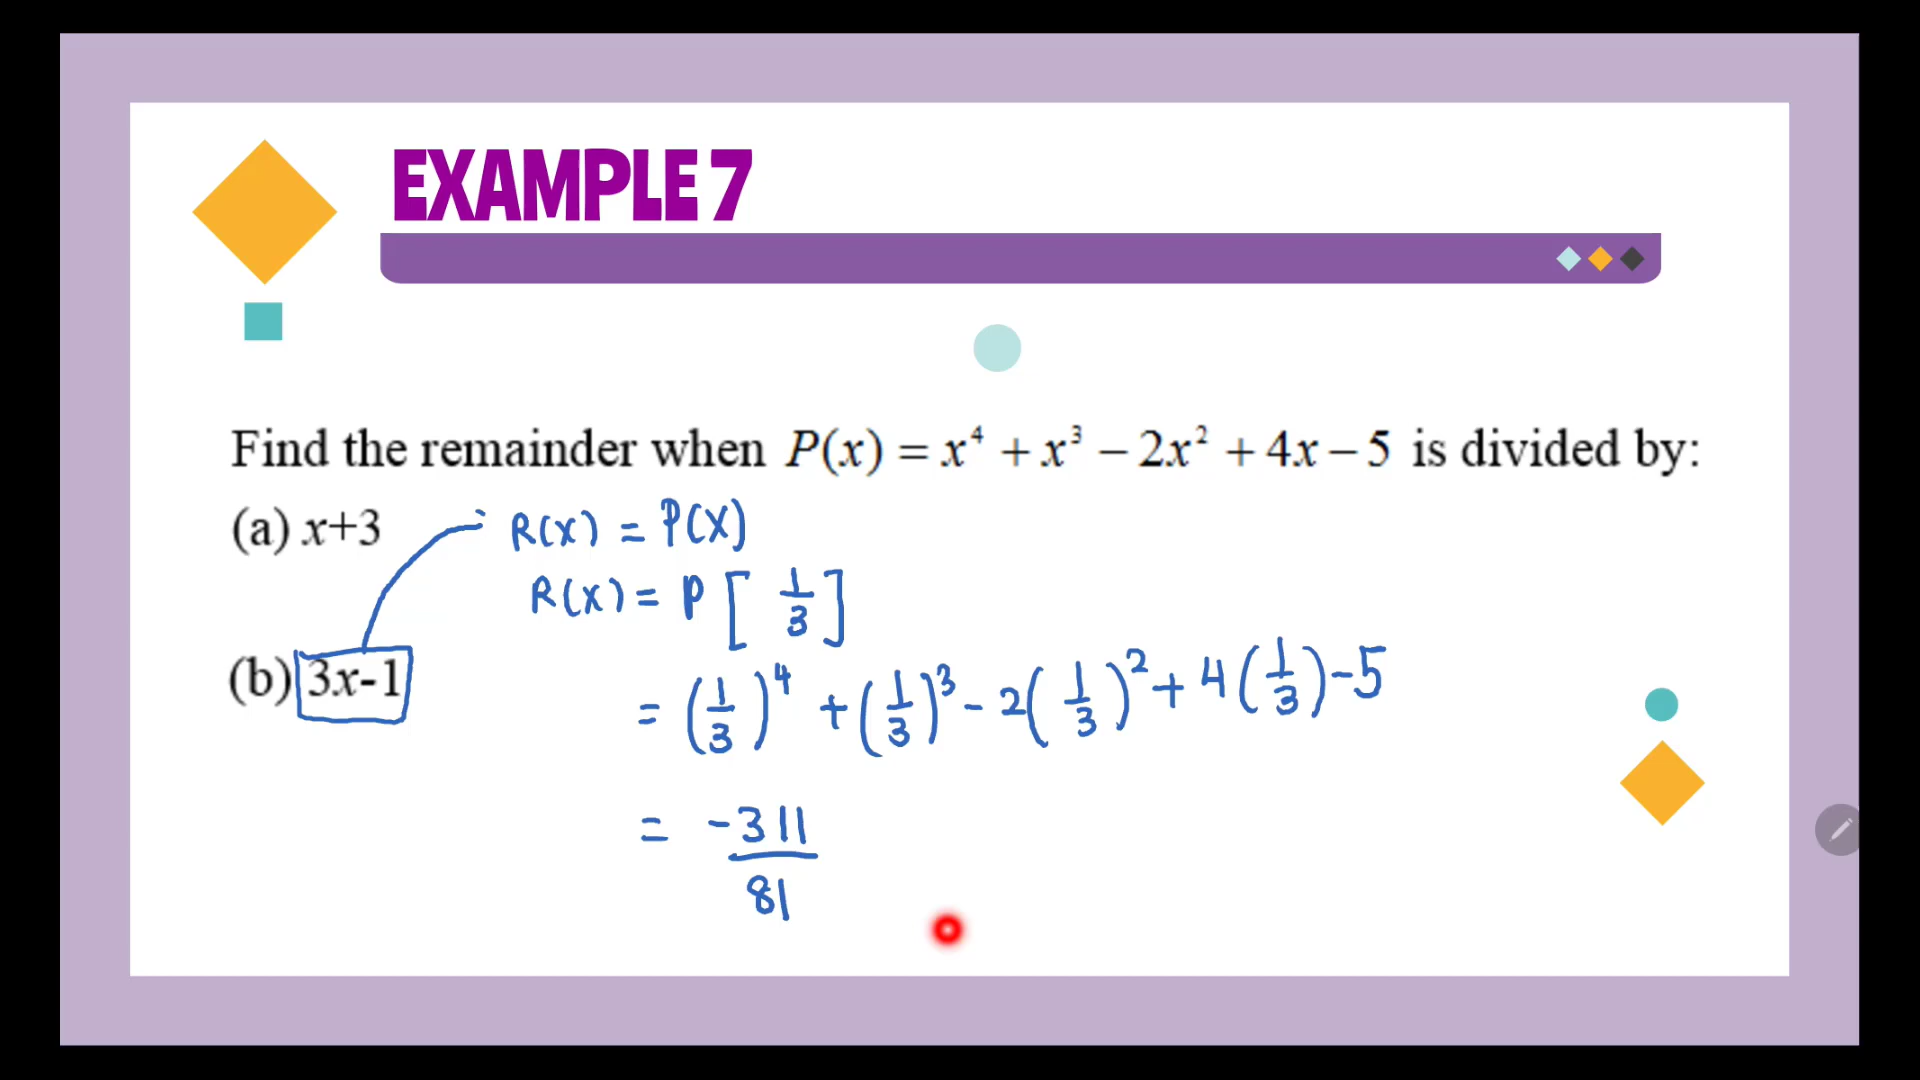 EXAMPLE 7
Find the remainder when P(x) = x⁴ + x³ − 2x² + 4x − 5 is divided by:
(a) x+3
R(x) = P(x)
R(x) = P[1/3]
(b) 3x-1
= (1/3)⁴ + (1/3)³ - 2(1/3)² + 4(1/3) - 5
= -311/81